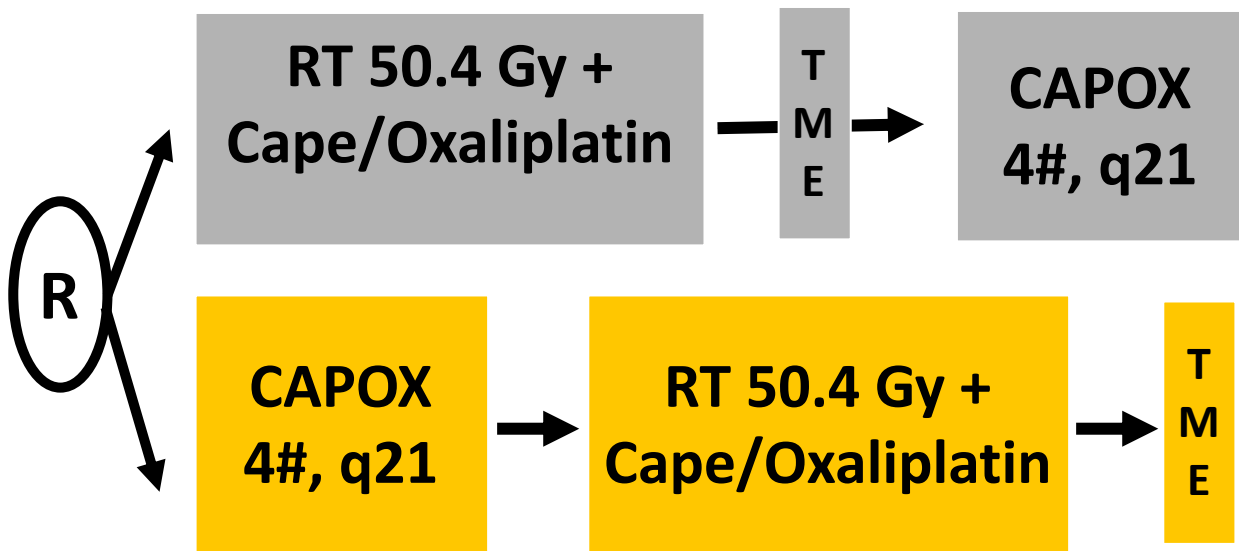 R
RT 50.4 Gy +
Cape/Oxaliplatin
T
M
E
CAPOX
4#, q21
CAPOX
4#, q21
RT 50.4 Gy +
Cape/Oxaliplatin
T
M
E